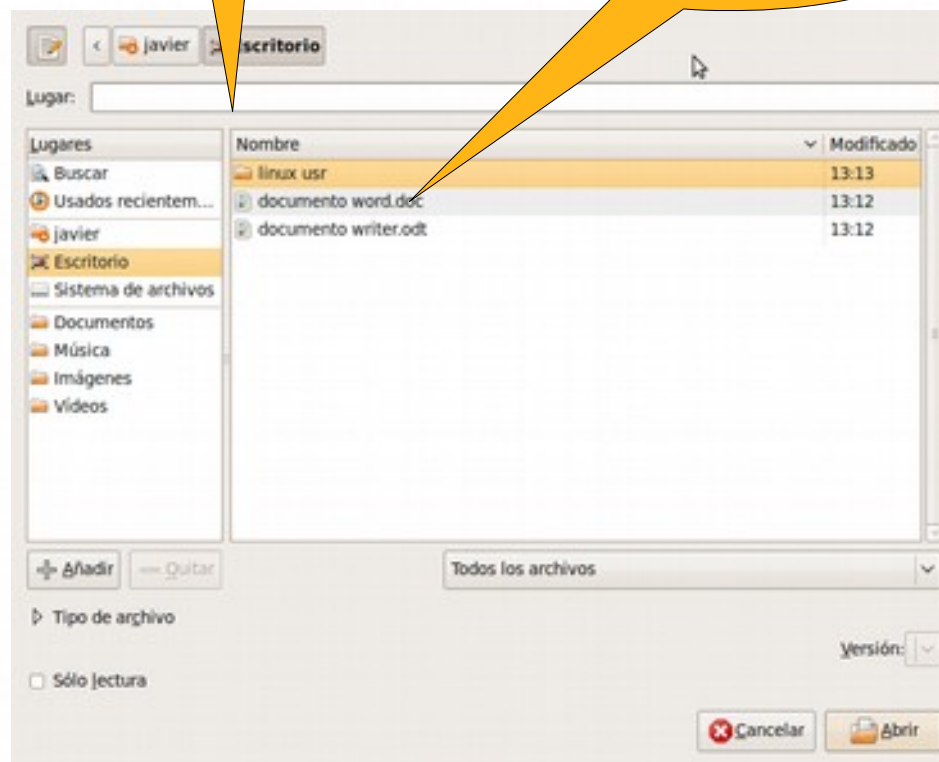 javier Escritorio
Lugar:
Lugares Nombre Modificado
Buscar linux usr 13:13
Usados recientem... documento word.doc 13:12
javier documento writer.odt 13:12
Escritorio
Sistema de archivos
Documentos
Música
Imágenes
Vídeos
Añadir Quitar Todos los archivos
Tipo de archivo
Versión:
Sólo lectura
Cancelar Abrir